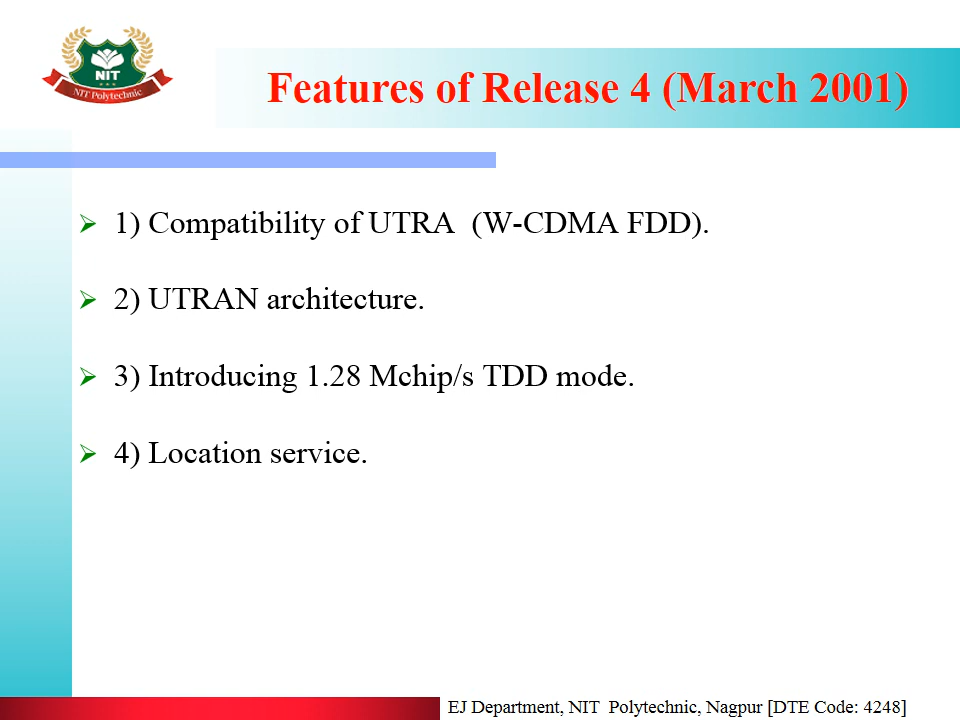 NIT
NIT Polytechnic
Features of Release 4 (March 2001)
1) Compatibility of UTRA (W-CDMA FDD).
2) UTRAN architecture.
3) Introducing 1.28 Mchip/s TDD mode.
4) Location service.
EJ Department, NIT Polytechnic, Nagpur [DTE Code: 4248]